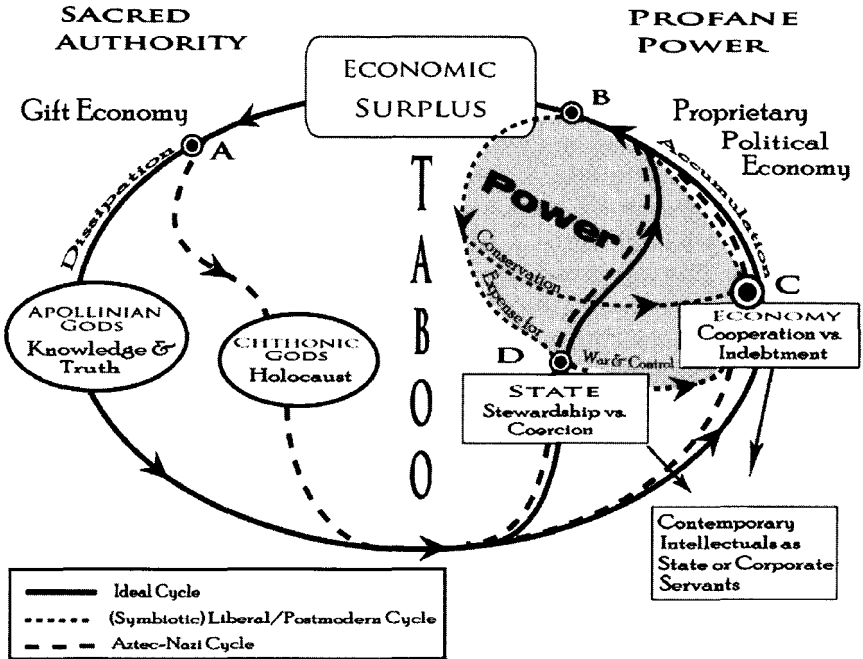 SACRED
AUTHORITY
PROFANE
POWER
ECONOMIC
SURPLUS
Gift Economy
A
B
Proprietary
Political
Economy
Dissipation
Accumulation
TABOO
Power
Conservation
Expense for
War & Control
C
D
APOLLINIAN
GODS
Knowledge &
Truth
CHTHONIC
GODS
Holocaust
ECONOMY
Cooperation vs.
Indebtment
STATE
Stewardship vs.
Coercion
Contemporary
Intellectuals as
State or Corporate
Servants
Ideal Cycle
(Symbiotic) Liberal/Postmodern Cycle
Aztec-Nazi Cycle